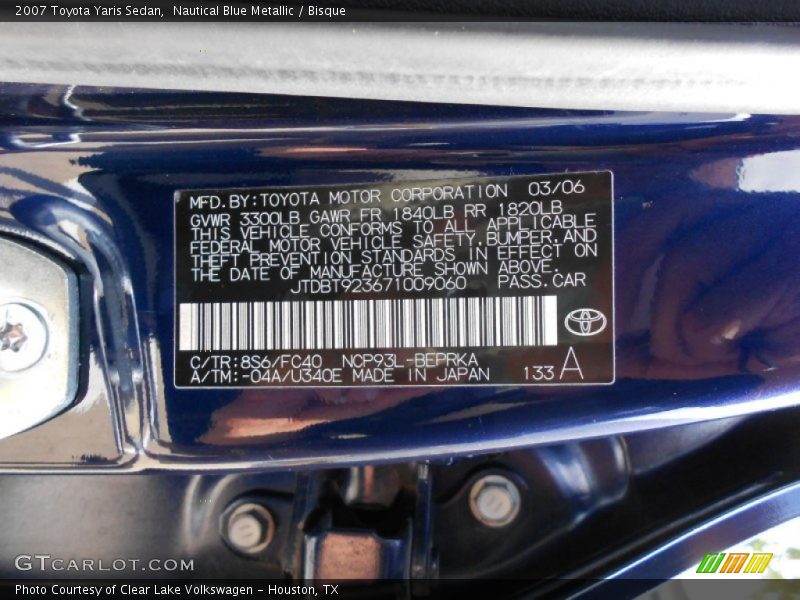 2007 Toyota Yaris Sedan,  Nautical Blue Metallic / Bisque
MFD.BY:TOYOTA MOTOR CORPORATION 03/06
GVWR 3300LB GAWR FR 1840LB RR 1820LB
THIS VEHICLE CONFORMS TO ALL APPLICABLE
FEDERAL MOTOR VEHICLE SAFETY,BUMPER,AND
THEFT PREVENTION STANDARDS IN EFFECT ON
THE DATE OF MANUFACTURE SHOWN ABOVE.
JTDBT923671009060 PASS.CAR
C/TR:8S6/FC40 NCP93L-BEPRKA
A/TM:-04A/U340E MADE IN JAPAN 133 A
GTCARLOT.COM
Photo Courtesy of Clear Lake Volkswagen - Houston, TX